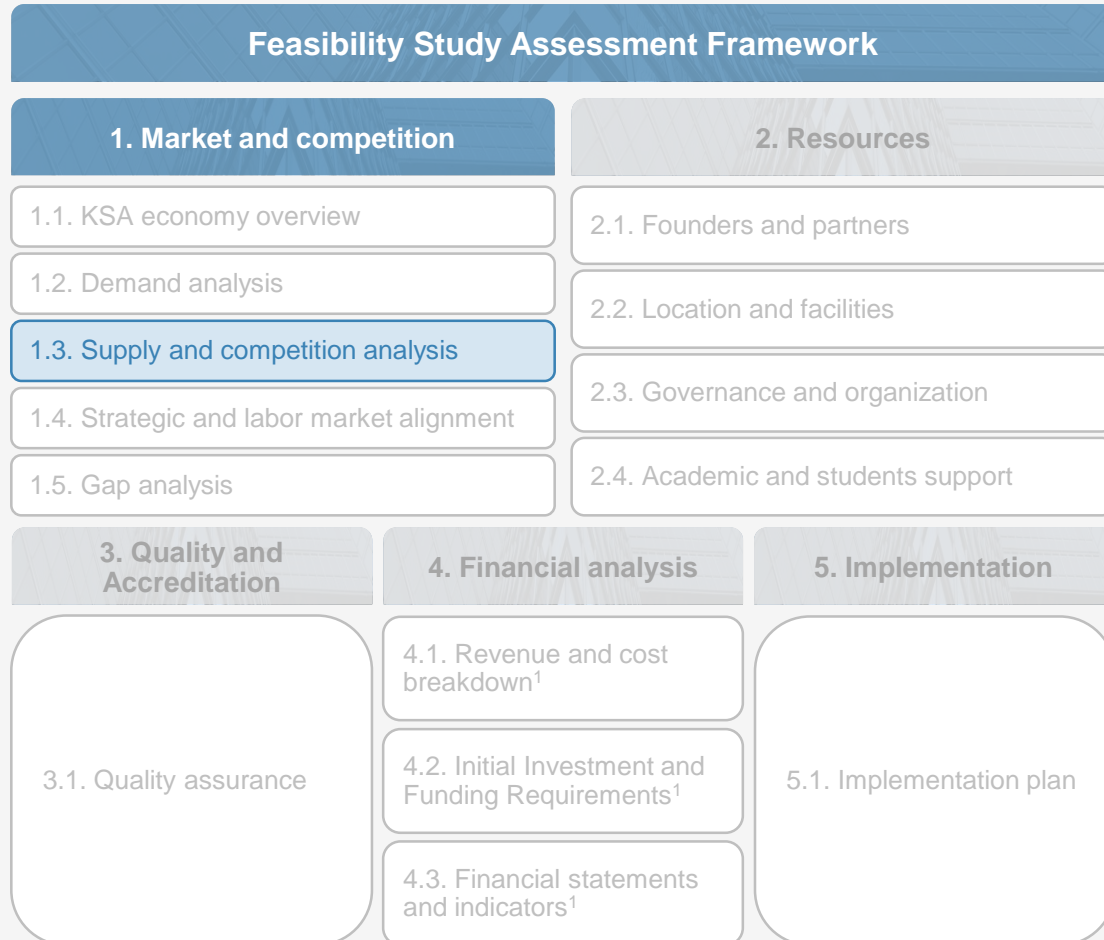 Feasibility Study Assessment Framework
1. Market and competition
1.1. KSA economy overview
1.2. Demand analysis
1.3. Supply and competition analysis
1.4. Strategic and labor market alignment
1.5. Gap analysis
2. Resources
2.1. Founders and partners
2.2. Location and facilities
2.3. Governance and organization
2.4. Academic and students support
3. Quality and
Accreditation
3.1. Quality assurance
4. Financial analysis
4.1. Revenue and cost
breakdown¹
4.2. Initial Investment and
Funding Requirements¹
4.3. Financial statements
and indicators¹
5. Implementation
5.1. Implementation plan